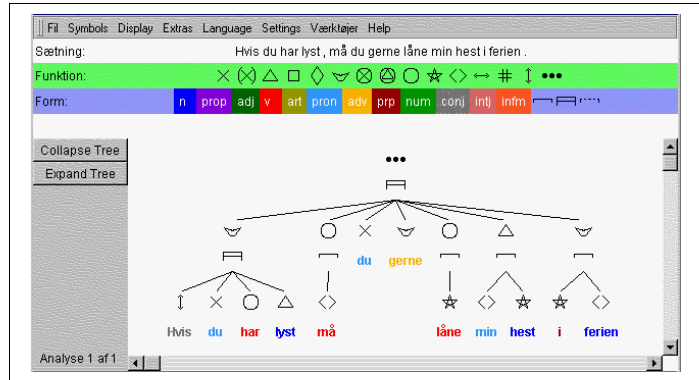 Fil Symbols Display Extras Language Settings Værktøjer Help
Sætning: Hvis du har lyst , må du gerne låne min hest i ferien .
Funktion:
Form: n prop adj v art pron adv prp num conj intj infm
Collapse Tree
Expand Tree
du gerne
Hvis du har lyst må låne min hest i ferien
Analyse 1 af 1